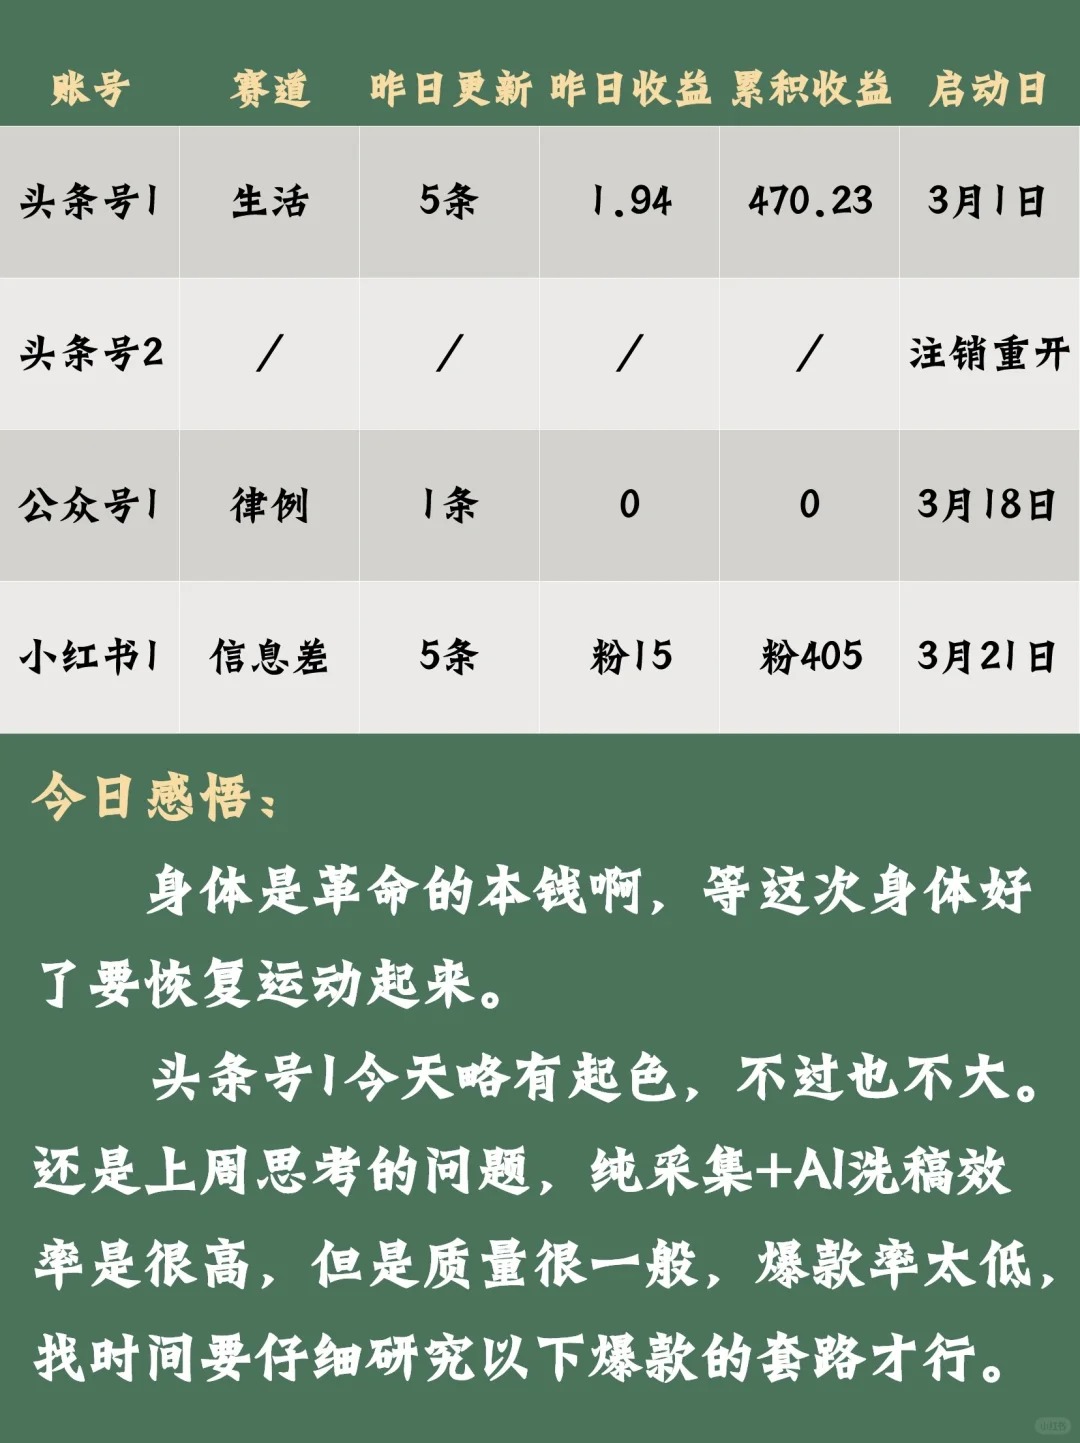 账号 赛道 昨日更新 昨日收益 累积收益 启动日
头条号1 生活 5条 1.94 470.23 3月1日
头条号2 / / / / 注销重开
公众号1 律例 1条 0 0 3月18日
小红书1 信息差 5条 粉15 粉405 3月21日
今日感悟：
身体是革命的本钱啊，等这次身体好
了要恢复运动起来。
头条号1今天略有起色，不过也不大。
还是上周思考的问题，纯采集+AI洗稿效
率是很高，但是质量很一般，爆款率太低，
找时间要仔细研究以下爆款的套路才行。
小红书